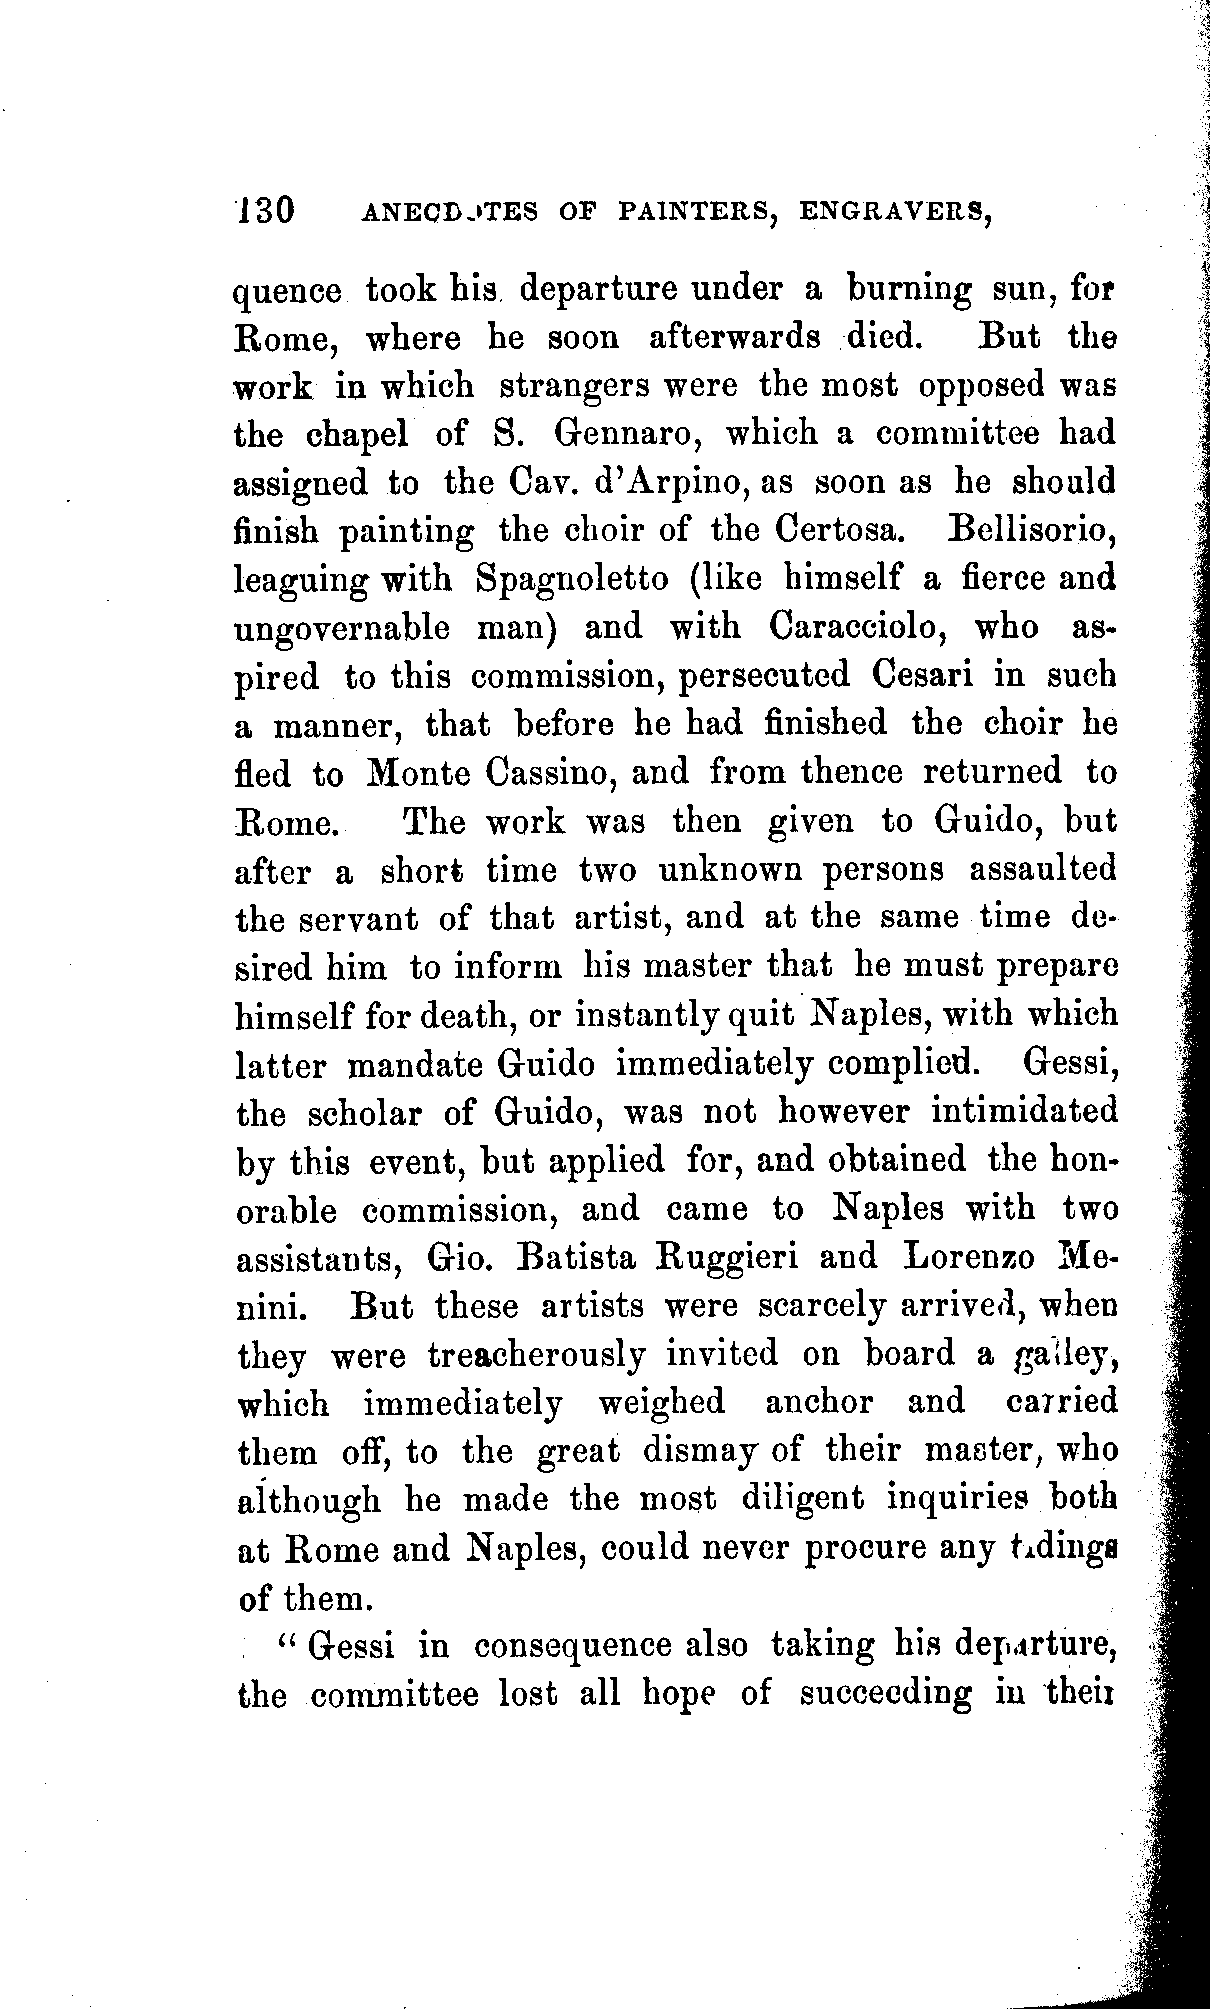 130 ANECDOTES OF PAINTERS, ENGRAVERS,
quence took his departure under a burning sun, for
Rome, where he soon afterwards died. But the
work in which strangers were the most opposed was
the chapel of S. Gennaro, which a committee had
assigned to the Cav. d'Arpino, as soon as he should
finish painting the choir of the Certosa. Bellisorio,
leaguing with Spagnoletto (like himself a fierce and
ungovernable man) and with Caracciolo, who as-
pired to this commission, persecuted Cesari in such
a manner, that before he had finished the choir he
fled to Monte Cassino, and from thence returned to
Rome. The work was then given to Guido, but
after a short time two unknown persons assaulted
the servant of that artist, and at the same time de-
sired him to inform his master that he must prepare
himself for death, or instantly quit Naples, with which
latter mandate Guido immediately complied. Gessi,
the scholar of Guido, was not however intimidated
by this event, but applied for, and obtained the hon-
orable commission, and came to Naples with two
assistants, Gio. Batista Ruggieri and Lorenzo Me-
nini. But these artists were scarcely arrived, when
they were treacherously invited on board a galley,
which immediately weighed anchor and carried
them off, to the great dismay of their master, who
although he made the most diligent inquiries both
at Rome and Naples, could never procure any tidings
of them.
"Gessi in consequence also taking his departure,
the committee lost all hope of succeeding in their